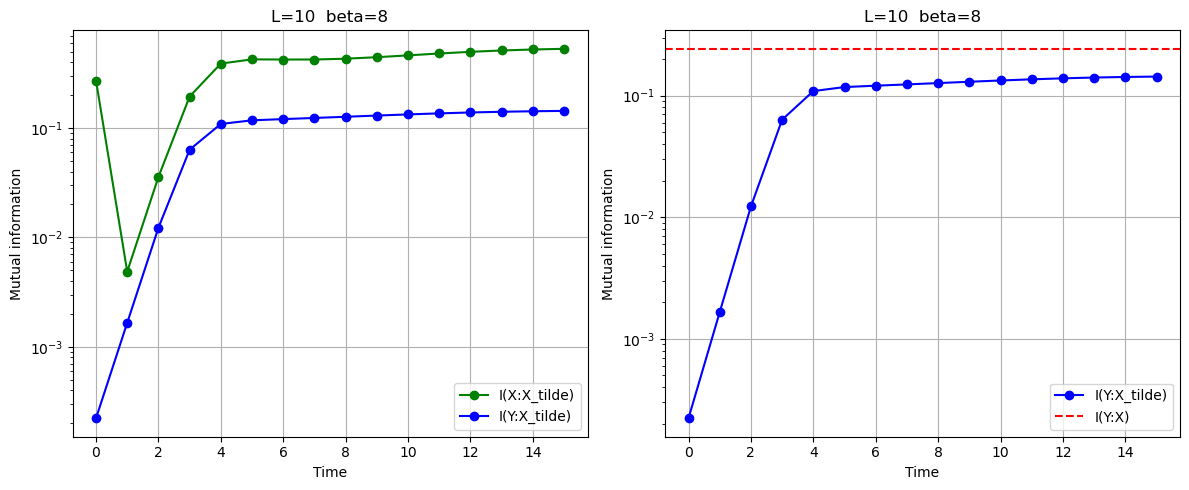 L=10  beta=8
Mutual information
10⁻¹
10⁻²
10⁻³
0 2 4 6 8 10 12 14
Time
I(X:X_tilde)
I(Y:X_tilde)
L=10  beta=8
Mutual information
10⁻¹
10⁻²
10⁻³
0 2 4 6 8 10 12 14
Time
I(Y:X_tilde)
I(Y:X)